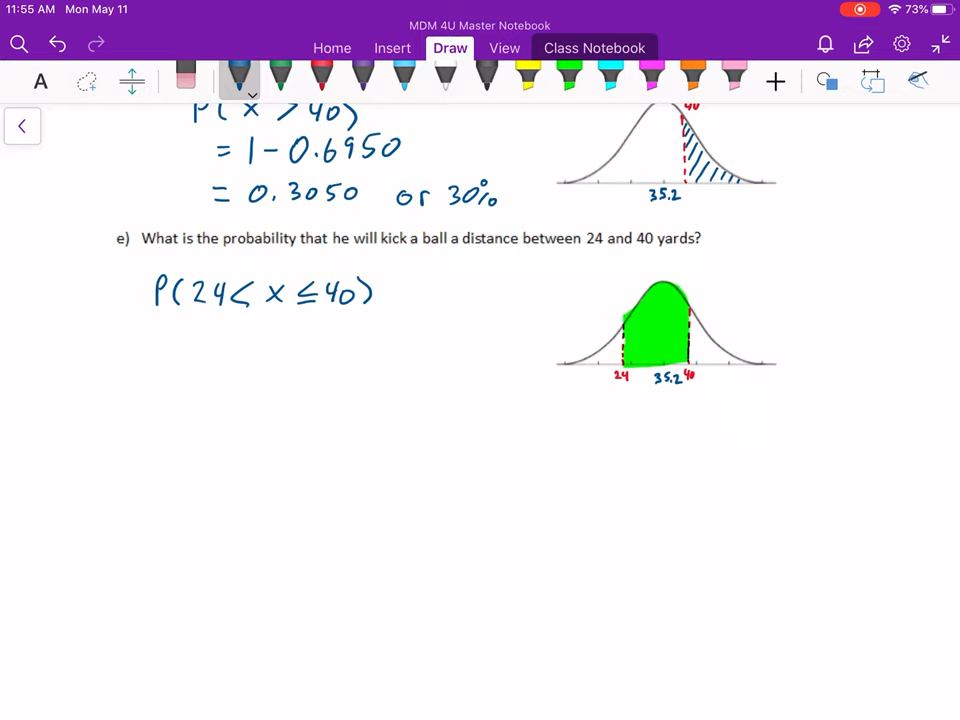 11:55 AM Mon May 11
73%
MDM 4U Master Notebook
Home Insert Draw View Class Notebook
A
P(x > 40)
40
= 1 - 0.6950
= 0.3050 or 30%
35.2
e) What is the probability that he will kick a ball a distance between 24 and 40 yards?
P(24 < x ≤ 40)
24 35.2 40